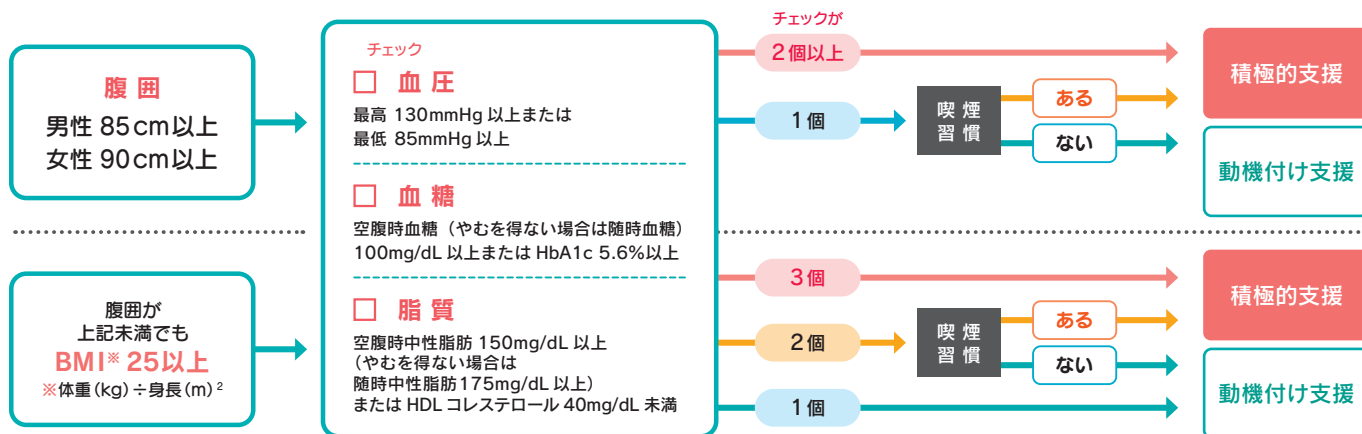 腹囲
男性 85cm以上
女性 90cm以上
腹囲が
上記未満でも
BMI※ 25以上
※体重(kg)÷身長(m)²
チェック
□ 血圧
最高 130mmHg 以上または
最低 85mmHg 以上
□ 血糖
空腹時血糖（やむを得ない場合は随時血糖）
100mg/dL 以上または HbA1c 5.6%以上
□ 脂質
空腹時中性脂肪 150mg/dL 以上
（やむを得ない場合は
随時中性脂肪175mg/dL 以上）
または HDL コレステロール 40mg/dL 未満
チェックが
2個以上
1個
喫煙
習慣
ある
ない
積極的支援
動機付け支援
3個
2個
1個
喫煙
習慣
ある
ない
積極的支援
動機付け支援